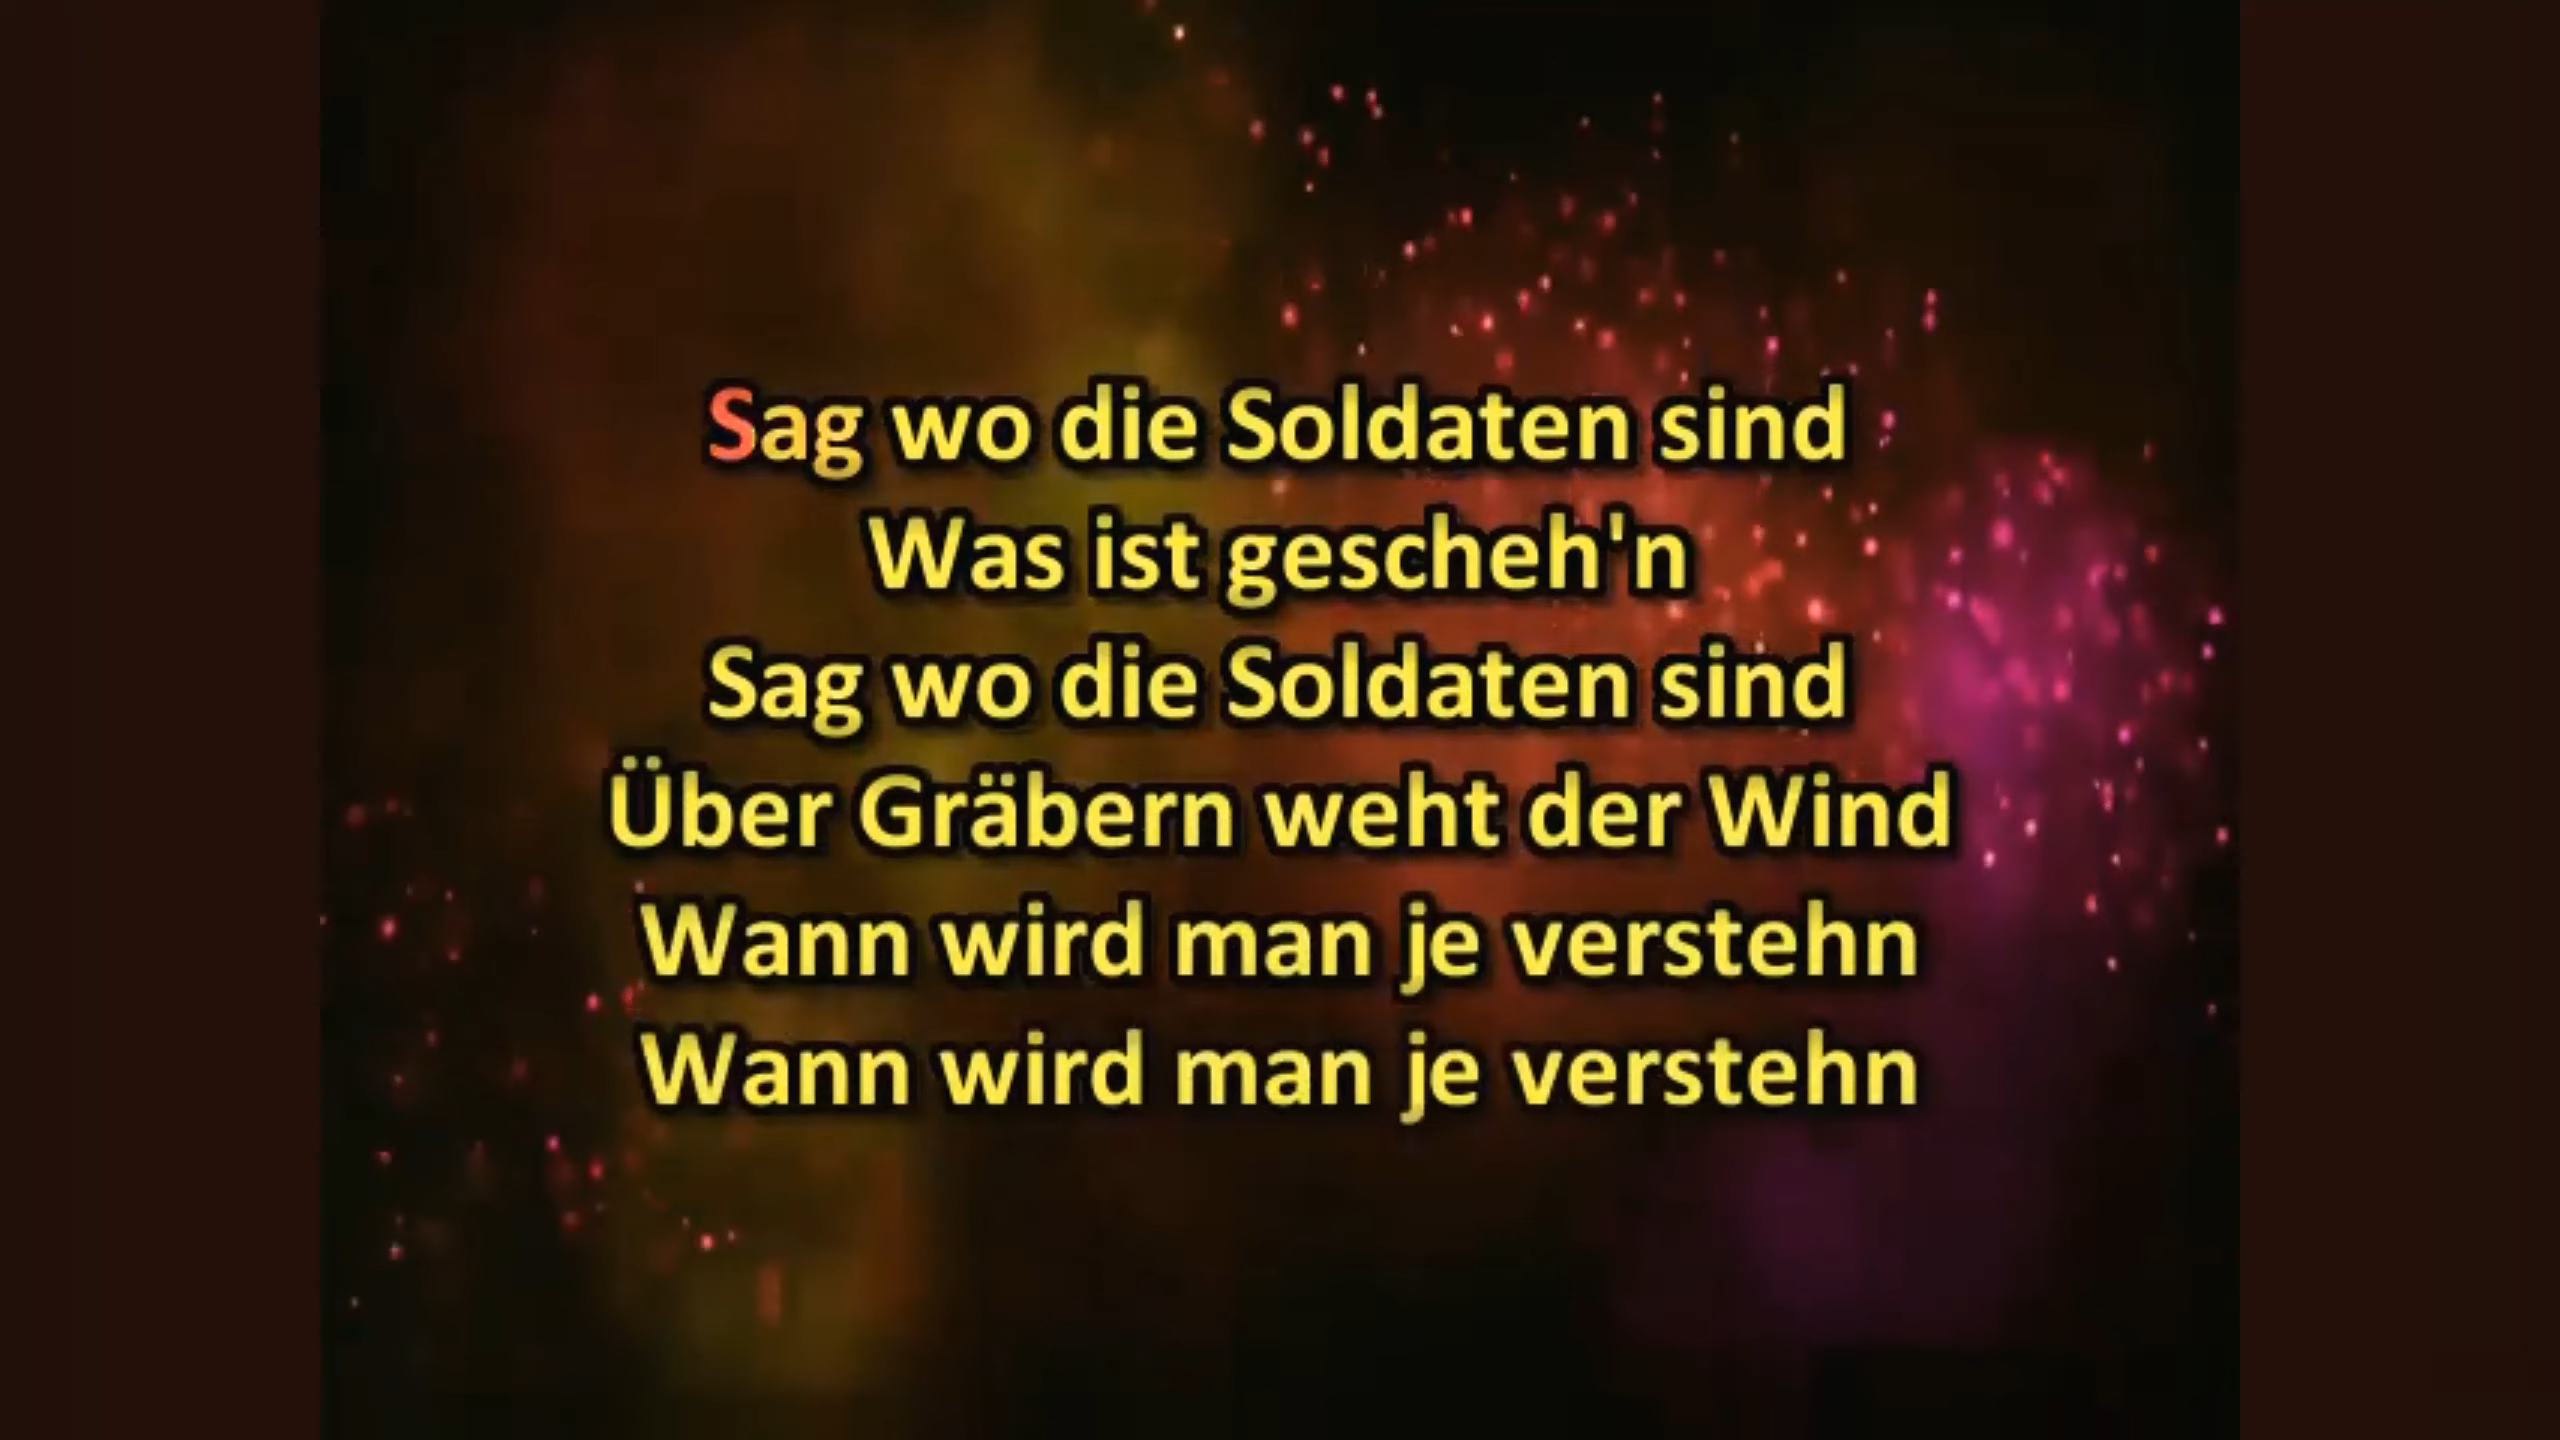 Sag wo die Soldaten sind
Was ist gescheh'n
Sag wo die Soldaten sind
Über Gräbern weht der Wind
Wann wird man je verstehn
Wann wird man je verstehn